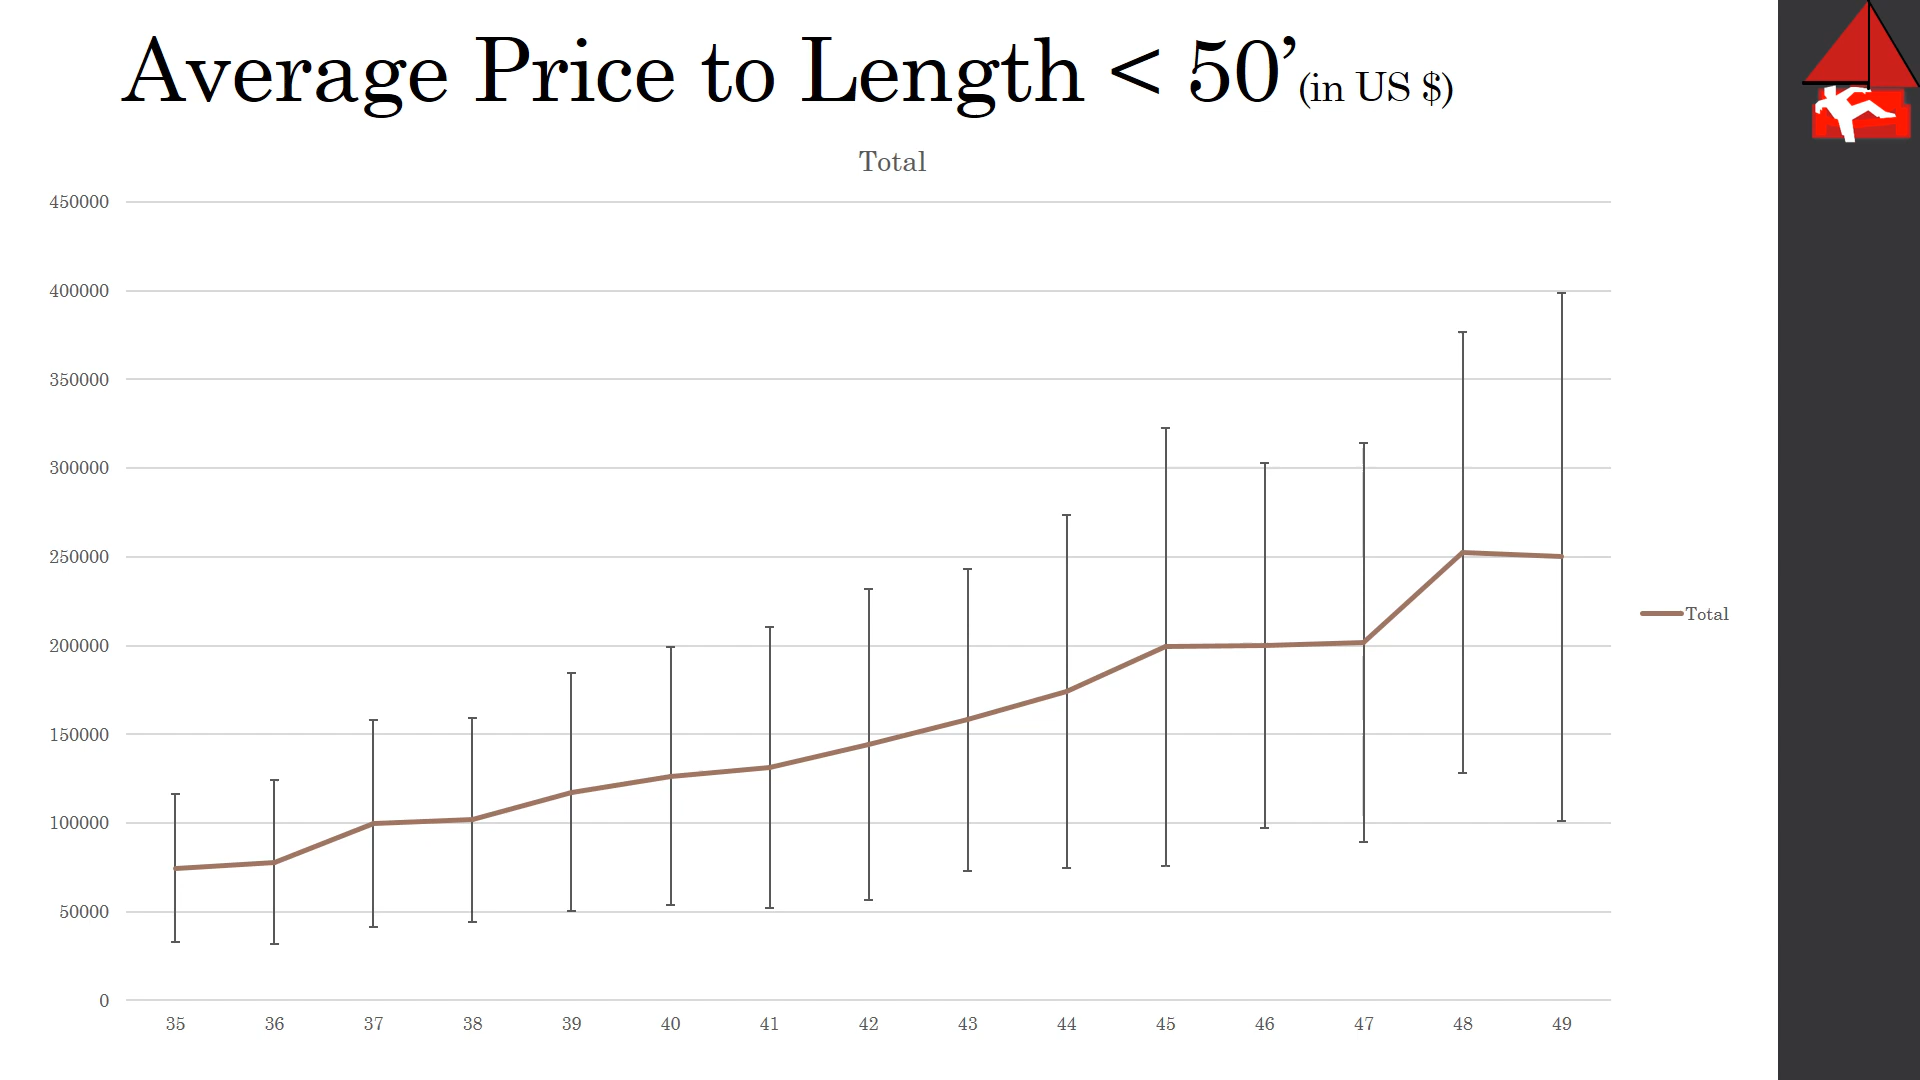 Average Price to Length < 50’(in US $)
Total
450000
400000
350000
300000
250000
200000
150000
100000
50000
0
35 36 37 38 39 40 41 42 43 44 45 46 47 48 49
Total